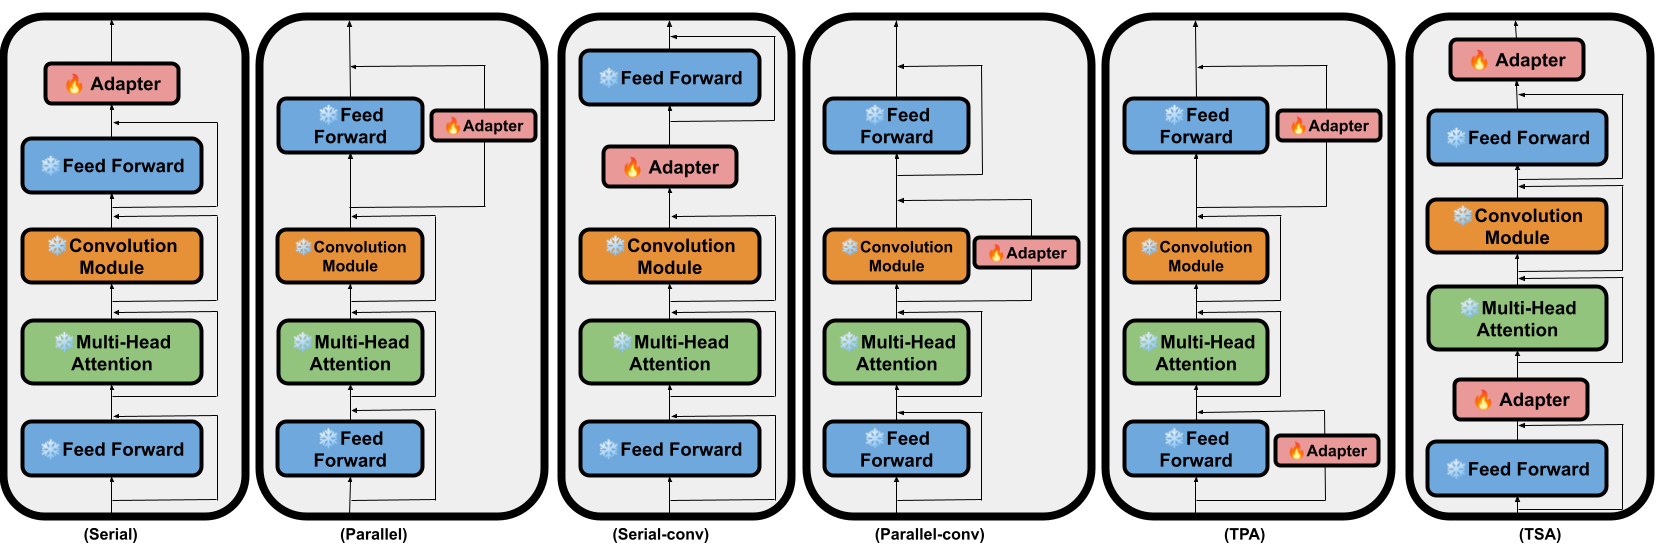 Adapter
Feed Forward
Convolution
Module
Multi-Head
Attention
Feed Forward
(Serial)
Feed
Forward
Adapter
Convolution
Module
Multi-Head
Attention
Feed
Forward
(Parallel)
Feed Forward
Adapter
Convolution
Module
Multi-Head
Attention
Feed Forward
(Serial-conv)
Feed
Forward
Convolution
Module
Adapter
Multi-Head
Attention
Feed
Forward
(Parallel-conv)
Feed
Forward
Adapter
Convolution
Module
Multi-Head
Attention
Feed
Forward
Adapter
(TPA)
Adapter
Feed Forward
Convolution
Module
Multi-Head
Attention
Adapter
Feed Forward
(TSA)